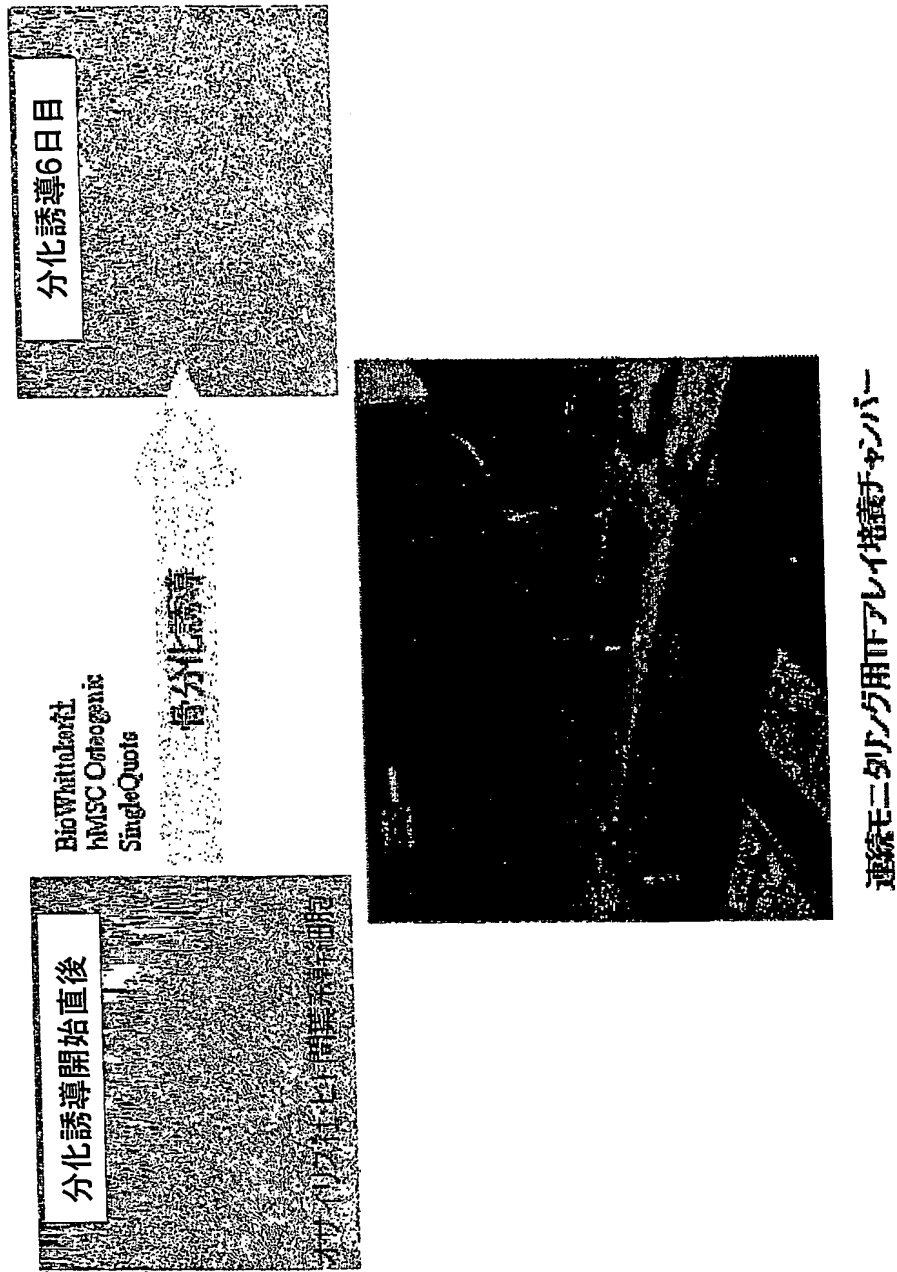 分化誘導開始直後
BioWhittaker社
hMSC Osteogenic
SingleQuots
骨分化誘導
分化誘導6日目
連続モニタリング用TFアレイ培養チャンバー